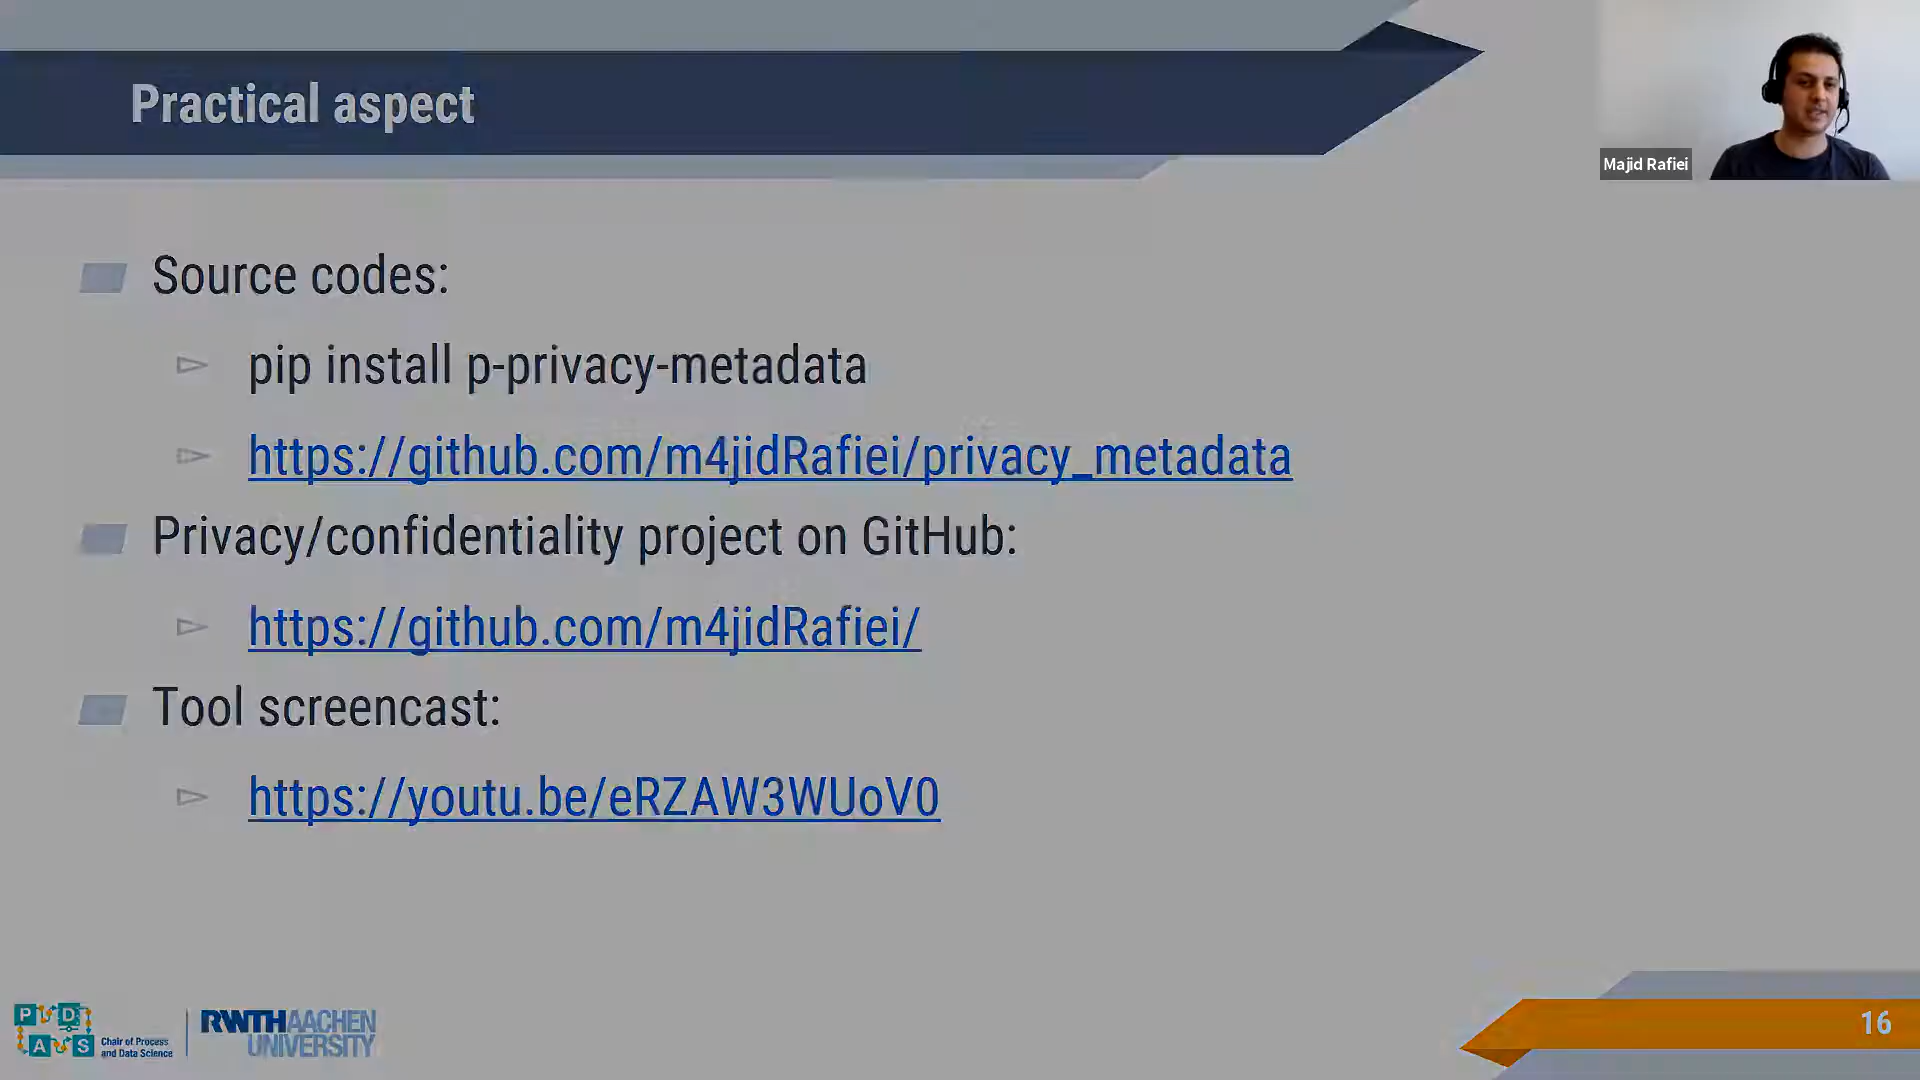 Practical aspect
Majid Rafiei
Source codes:
pip install p-privacy-metadata
https://github.com/m4jidRafiei/privacy_metadata
Privacy/confidentiality project on GitHub:
https://github.com/m4jidRafiei/
Tool screencast:
https://youtu.be/eRZAW3WUoV0
P D
A S
Chair of Process
and Data Science
RWTHAACHEN
UNIVERSITY
16